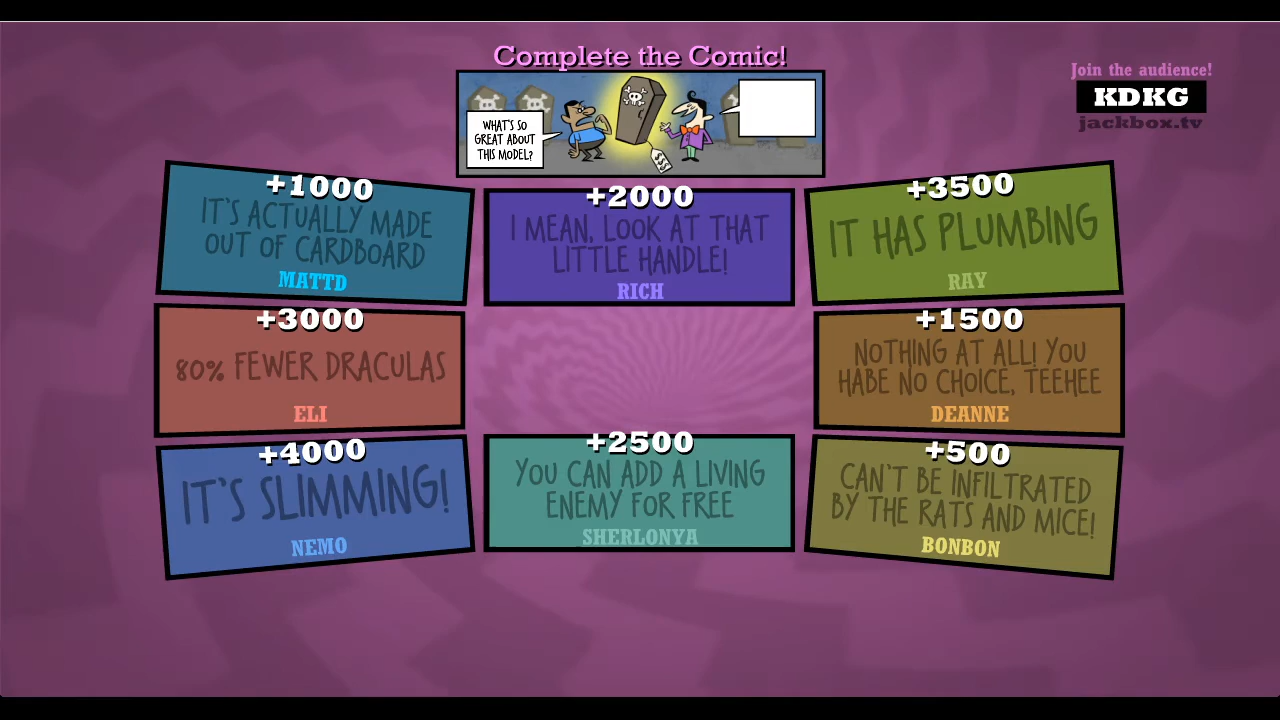 Complete the Comic!
WHAT'S SO
GREAT ABOUT
THIS MODEL?
Join the audience!
KDKG
jackbox.tv
+1000
IT'S ACTUALLY MADE
OUT OF CARDBOARD
MATTD
+2000
I MEAN, LOOK AT THAT
LITTLE HANDLE!
RICH
+3500
IT HAS PLUMBING
RAY
+3000
80% FEWER DRACULAS
ELI
+1500
NOTHING AT ALL! YOU
HABE NO CHOICE, TEEHEE
DEANNE
+4000
IT'S SLIMMING!
NEMO
+2500
YOU CAN ADD A LIVING
ENEMY FOR FREE
SHERLONYA
+500
CAN'T BE INFILTRATED
BY THE RATS AND MICE!
BONBON